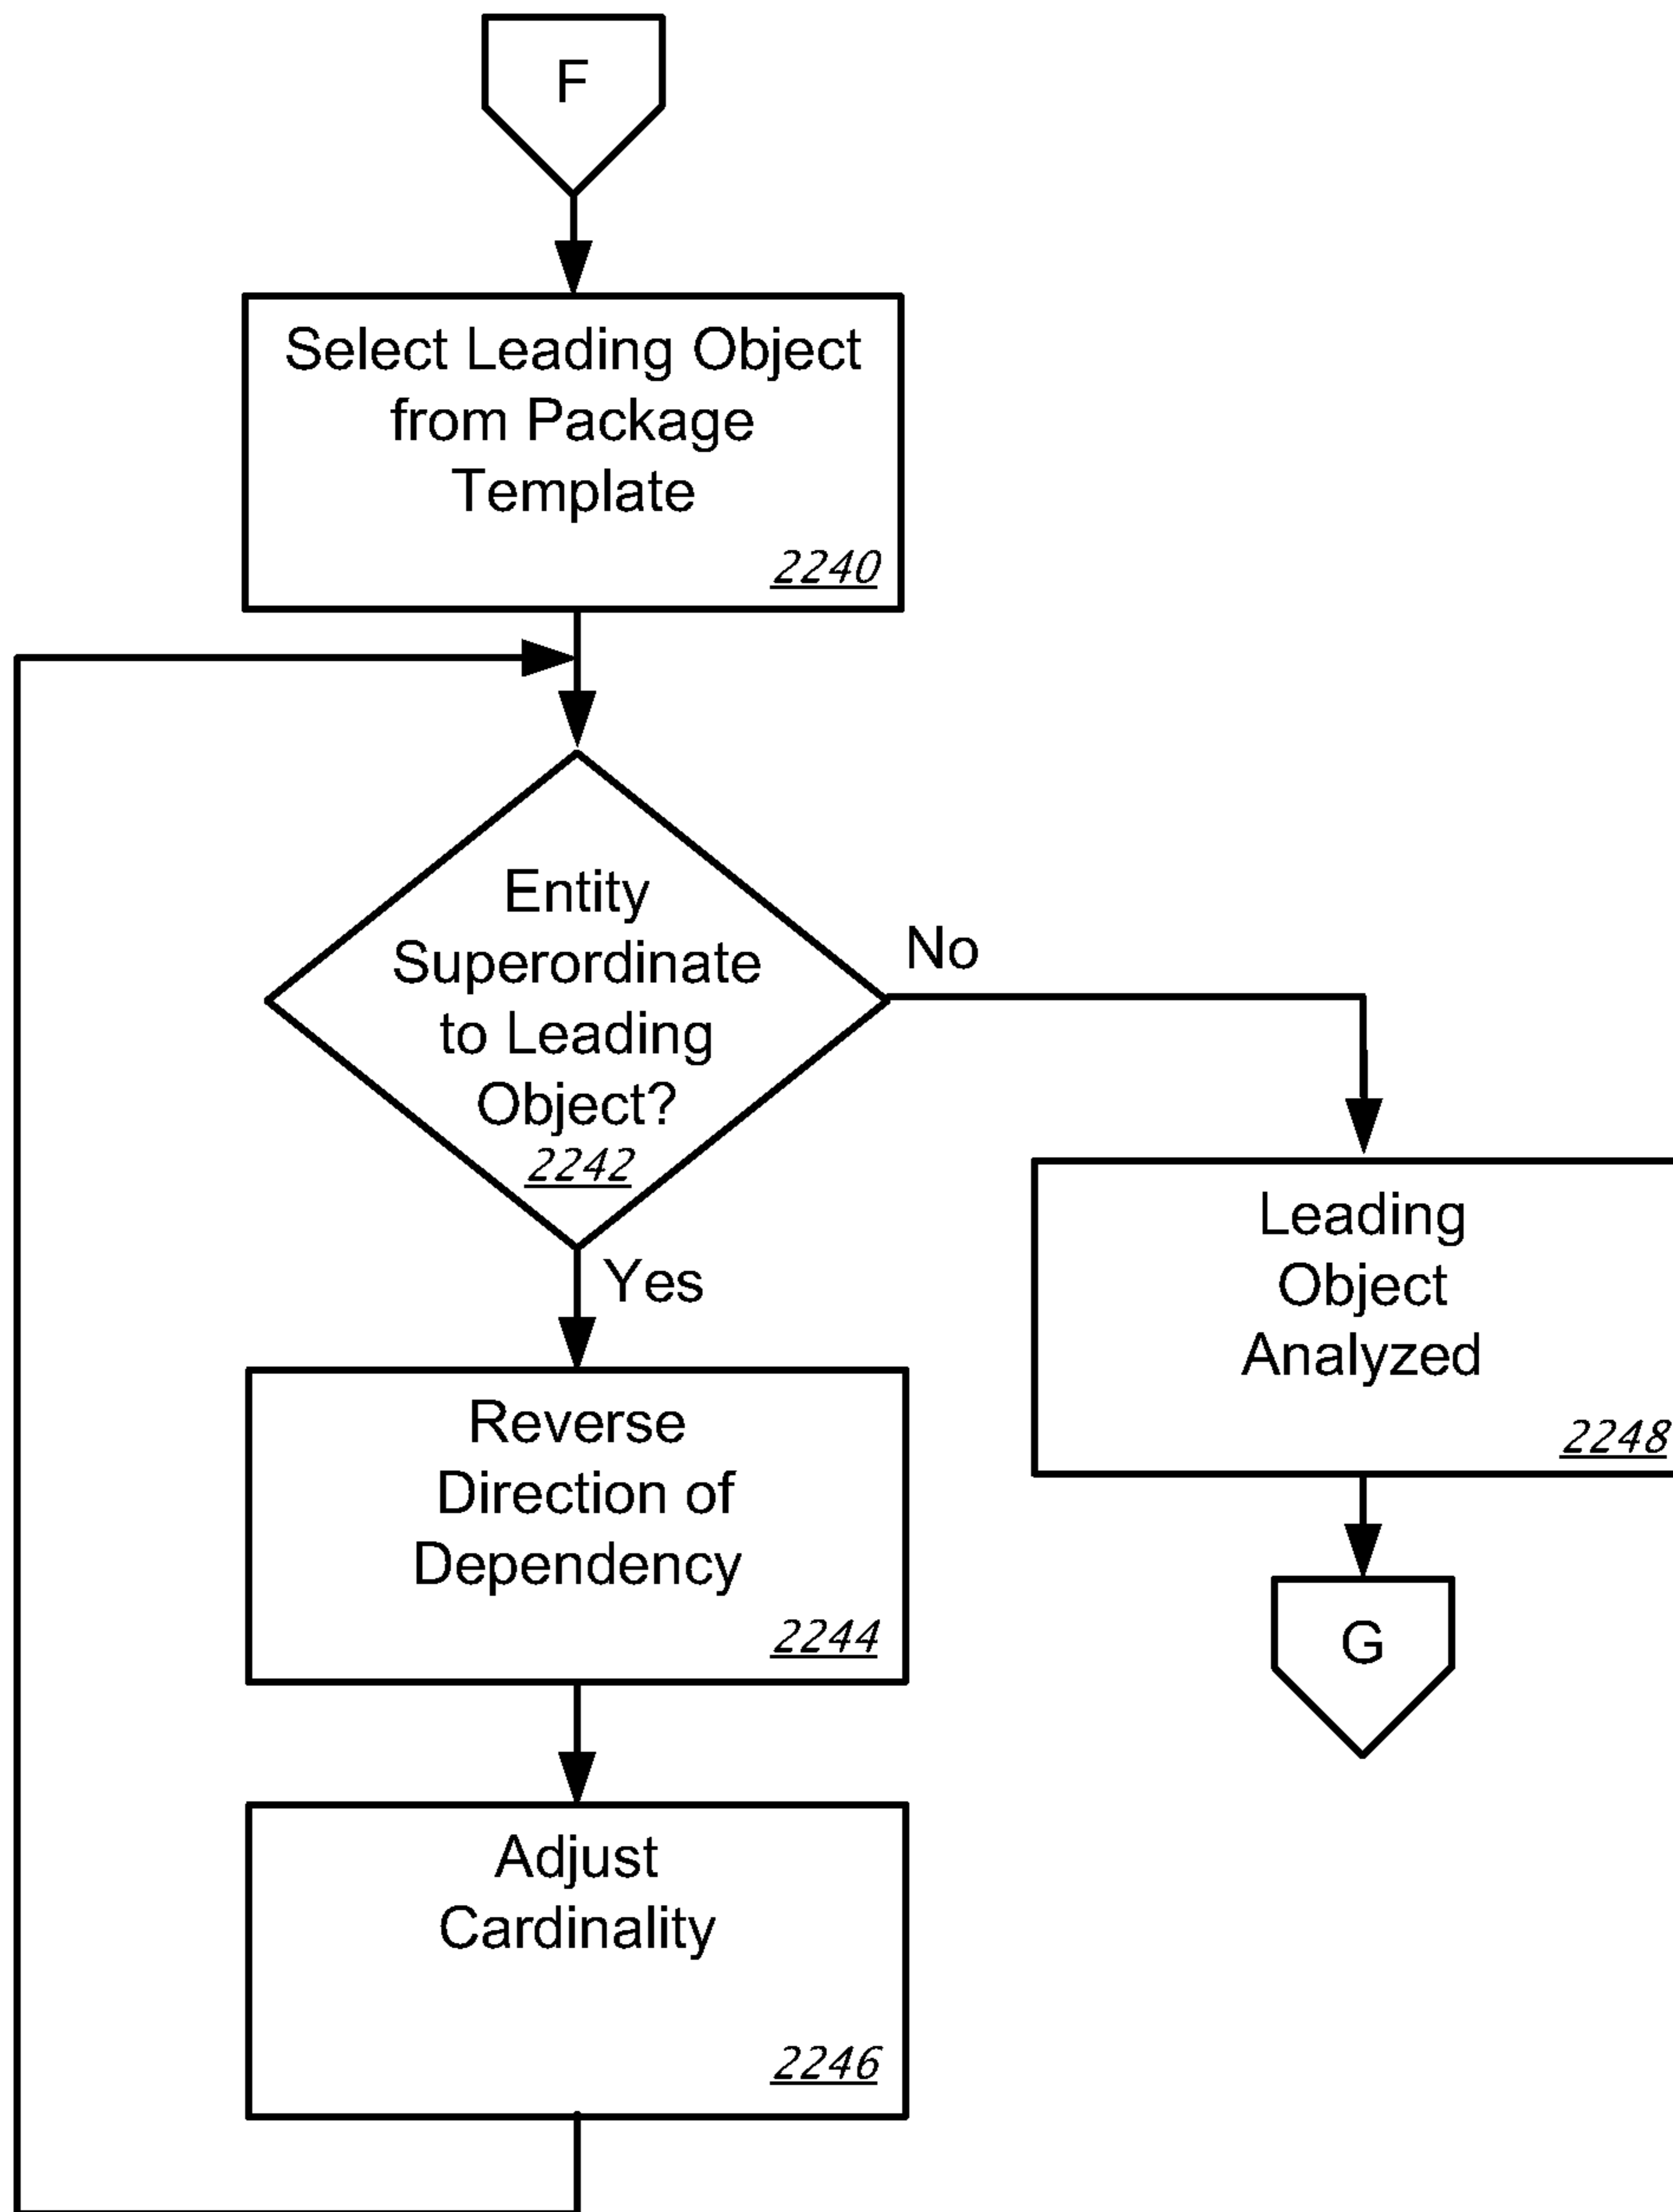 F
Select Leading Object
from Package
Template
2240
Entity
Superordinate
to Leading
Object?
2242
No
Yes
Leading
Object
Analyzed
2248
Reverse
Direction of
Dependency
2244
G
Adjust
Cardinality
2246